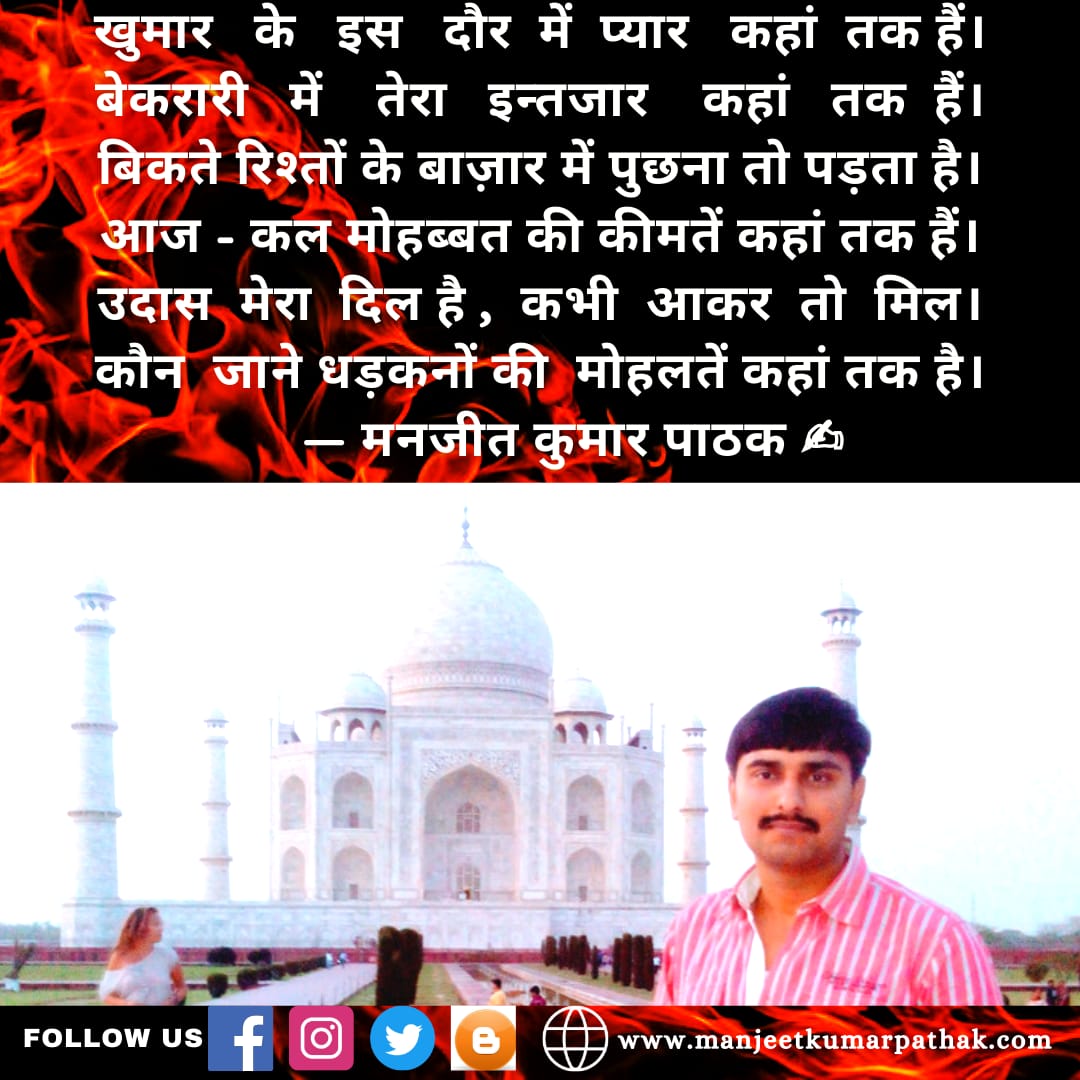 खुमार के इस दौर में प्यार कहां तक हैं।
बेकरारी में तेरा इन्तजार कहां तक हैं।
बिकते रिश्तों के बाज़ार में पुछना तो पड़ता है।
आज - कल मोहब्बत की कीमतें कहां तक हैं।
उदास मेरा दिल है , कभी आकर तो मिल।
कौन जाने धड़कनों की मोहलतें कहां तक है।
— मनजीत कुमार पाठक ✍
FOLLOW US www.manjeetkumarpathak.com